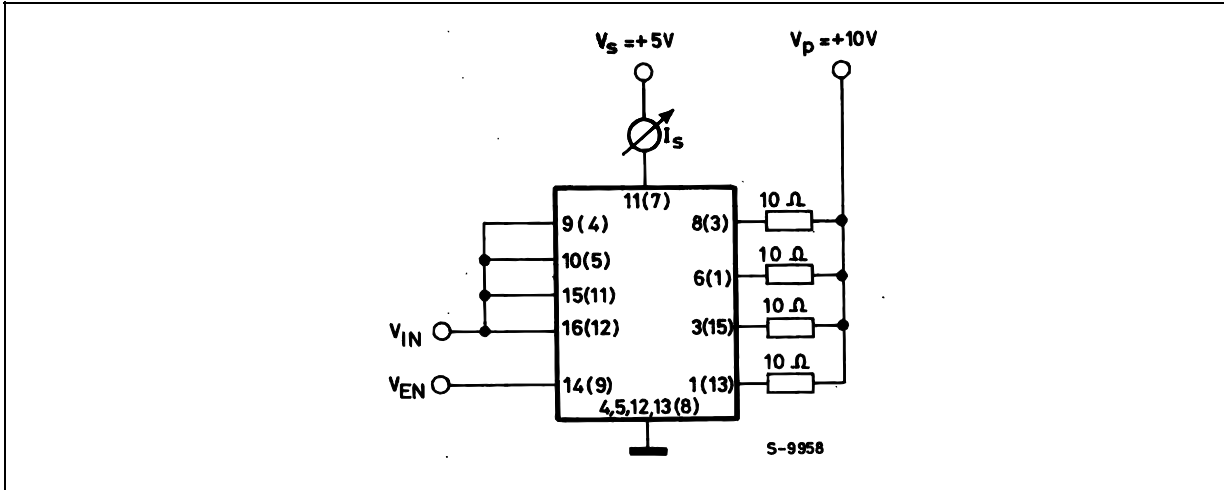 Vs=+5V
Vp=+10V
Is
11(7)
10 Ω
9(4)
8(3)
10 Ω
10(5)
6(1)
15(11)
10 Ω
VIN
16(12)
3(15)
10 Ω
VEN
14(9)
1(13)
4,5,12,13(8)
S-9958